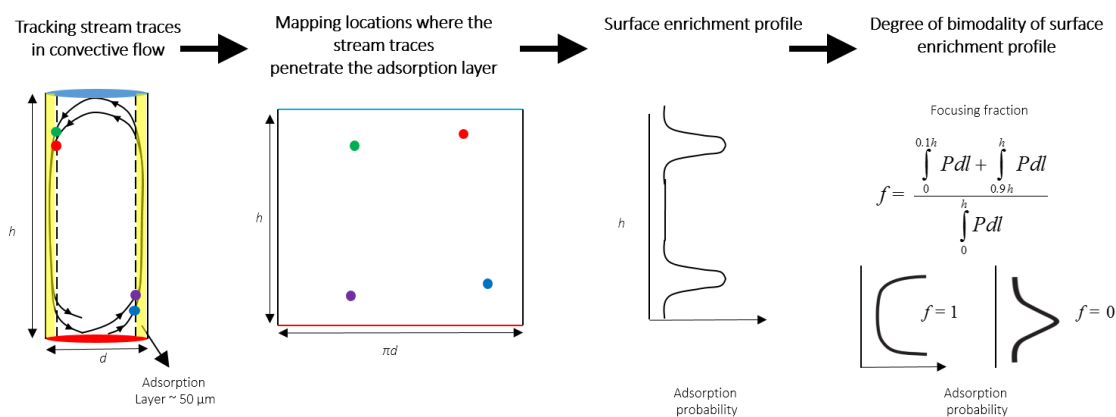 Tracking stream traces
in convective flow
Mapping locations where the
stream traces
penetrate the adsorption layer
Surface enrichment profile
Degree of bimodality of surface
enrichment profile
h
d
Adsorption
Layer ~ 50 μm
h
πd
h
Adsorption
probability
Focusing fraction
f = (∫₀^0.1h Pdl + ∫_0.9h^h Pdl) / ∫₀^h Pdl
f = 1
f = 0
Adsorption
probability